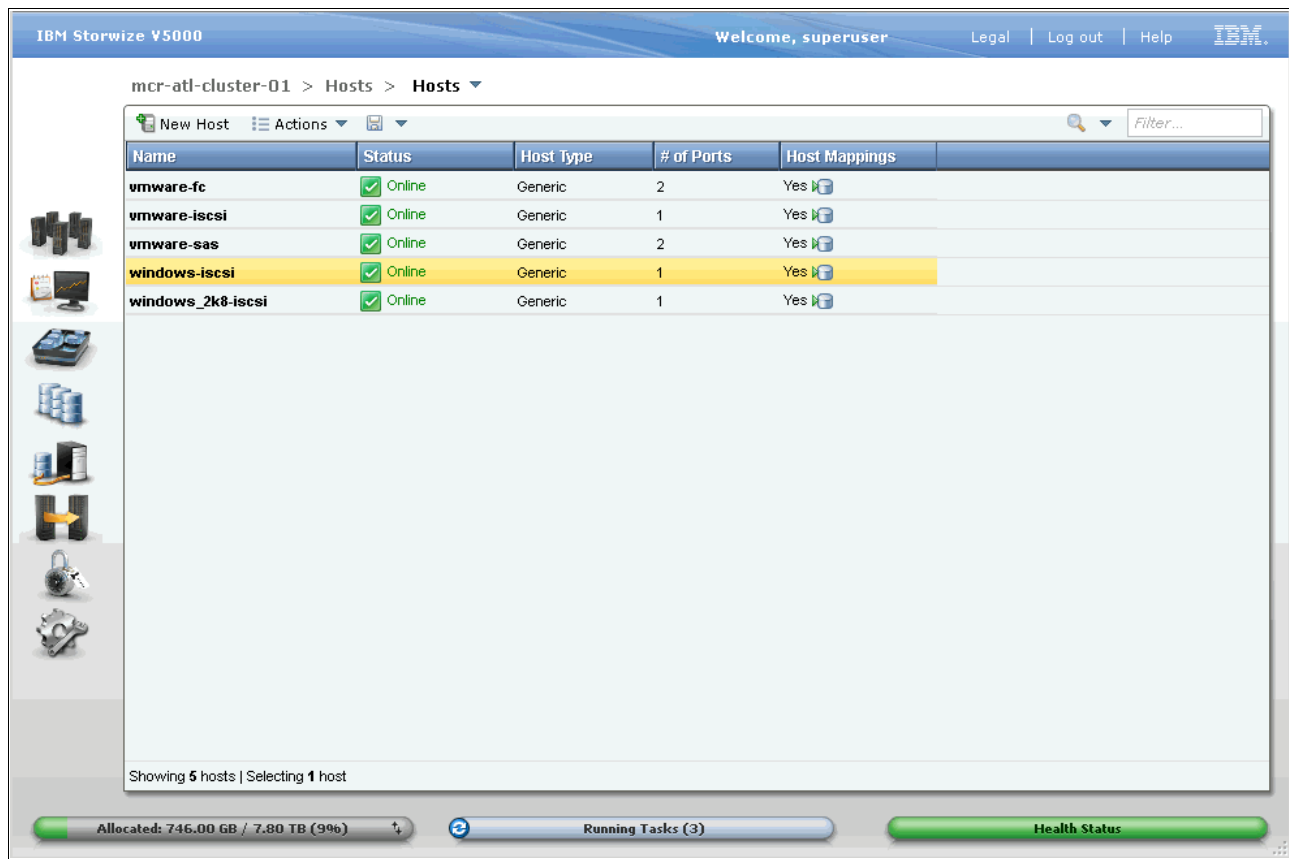 IBM Storwize V5000 Welcome, superuser Legal | Log out | Help IBM.
mcr-atl-cluster-01 > Hosts > Hosts
New Host Actions Filter...
Name Status Host Type # of Ports Host Mappings
vmware-fc Online Generic 2 Yes
vmware-iscsi Online Generic 1 Yes
vmware-sas Online Generic 2 Yes
windows-iscsi Online Generic 1 Yes
windows_2k8-iscsi Online Generic 1 Yes
Showing 5 hosts | Selecting 1 host
Allocated: 746.00 GB / 7.80 TB (9%) Running Tasks (3) Health Status